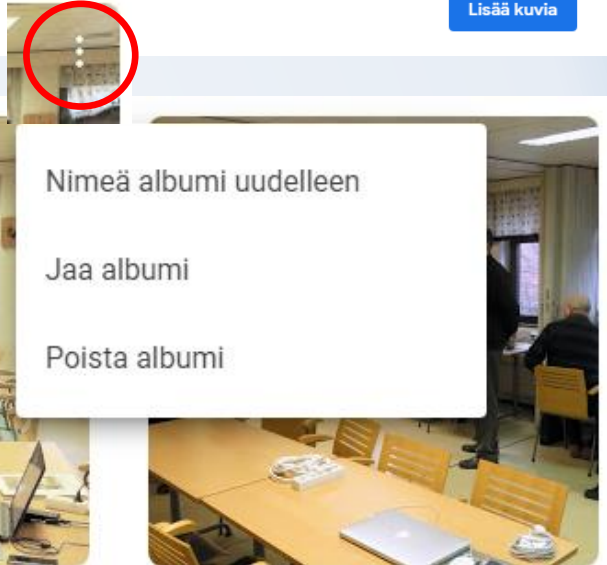 Lisää kuvia
Nimeä albumi uudelleen
Jaa albumi
Poista albumi